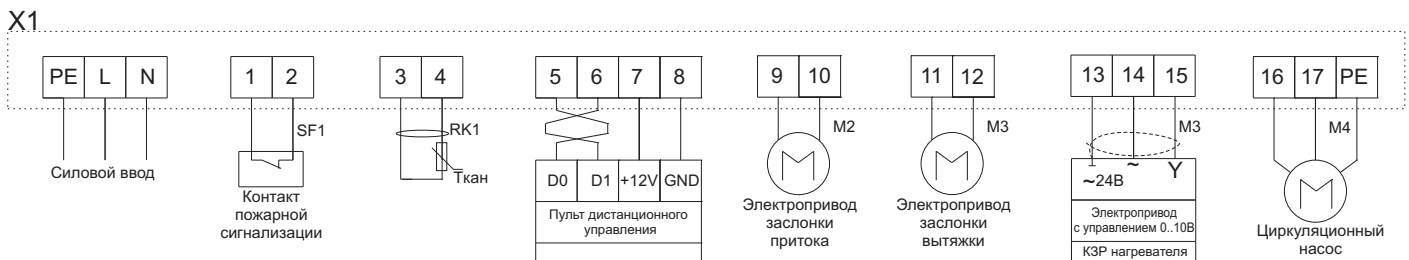 X1
PE L N
1 2
3 4
5 6 7 8
9 10
11 12
13 14 15
16 17 PE
Силовой ввод
SF1
Контакт
пожарной
сигнализации
RK1
Tкан
D0 D1 +12V GND
Пульт дистанционного
управления
M2
M
Электропривод
заслонки
притока
M3
M
Электропривод
заслонки
вытяжки
M3
~24В ~ Y
Электропривод
с управлением 0..10В
КЗР нагревателя
M4
M
Циркуляционный
насос